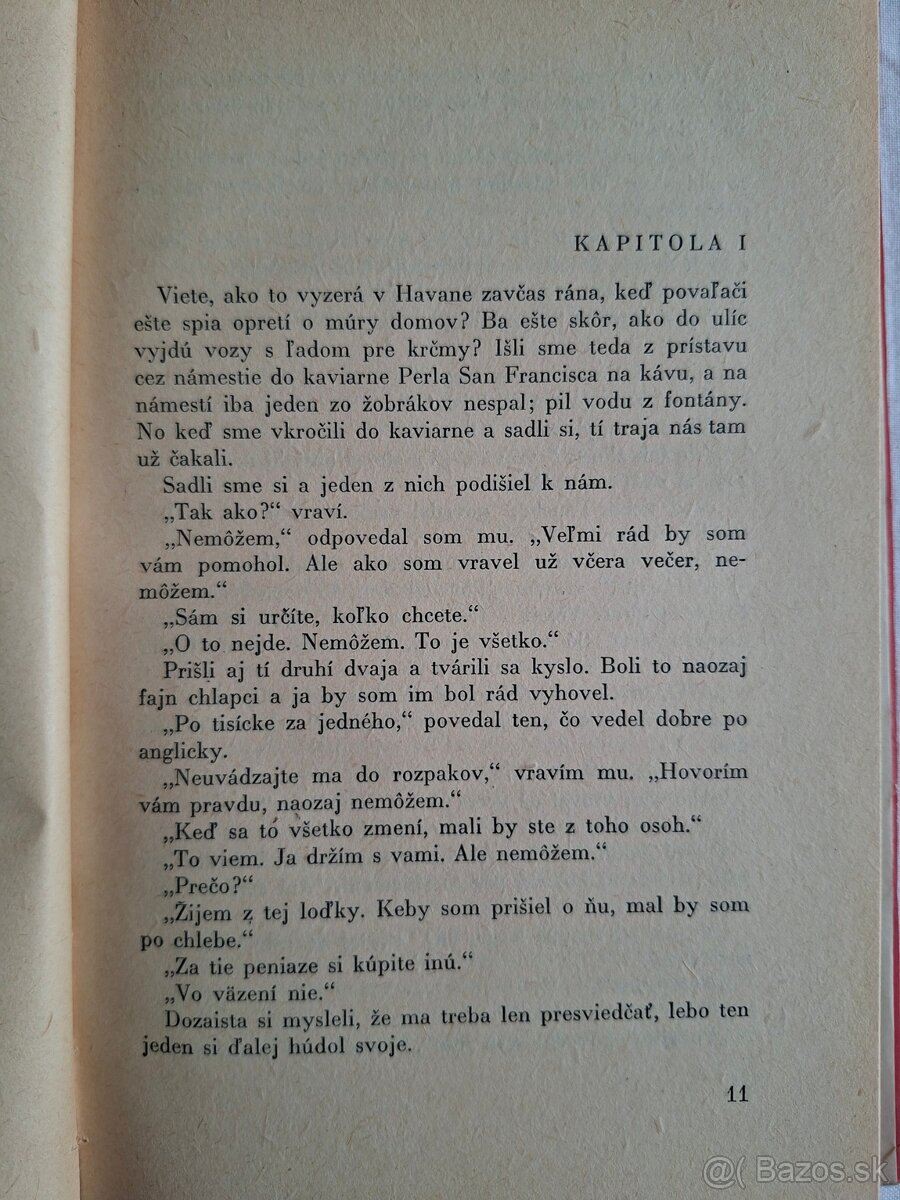 KAPITOLA I
Viete, ako to vyzerá v Havane zavčas rána, keď povaľači
ešte spia opretí o múry domov? Ba ešte skôr, ako do ulíc
vyjdú vozy s ľadom pre krčmy? Išli sme teda z prístavu
cez námestie do kaviarne Perla San Francisca na kávu, a na
námestí iba jeden zo žobrákov nespal; pil vodu z fontány.
No keď sme vkročili do kaviarne a sadli si, tí traja nás tam
už čakali.
Sadli sme si a jeden z nich podišiel k nám.
„Tak ako?“ vraví.
„Nemôžem,“ odpovedal som mu. „Veľmi rád by som
vám pomohol. Ale ako som vravel už včera večer, ne-
môžem.“
„Sám si určíte, koľko chcete.“
„O to nejde. Nemôžem. To je všetko.“
Prišli aj tí druhí dvaja a tvárili sa kyslo. Boli to naozaj
fajn chlapci a ja by som im bol rád vyhovel.
„Po tisícke za jedného,“ povedal ten, čo vedel dobre po
anglicky.
„Neuvádzajte ma do rozpakov,“ vravím mu. „Hovorím
vám pravdu, naozaj nemôžem.“
„Keď sa to všetko zmení, mali by ste z toho osoh.“
„To viem. Ja držím s vami. Ale nemôžem.“
„Prečo?“
„Žijem z tej loďky. Keby som prišiel o ňu, mal by som
po chlebe.“
„Za tie peniaze si kúpite inú.“
„Vo väzení nie.“
Dozaista si mysleli, že ma treba len presviedčať, lebo ten
jeden si ďalej húdol svoje.
11
@( Bazos.sk